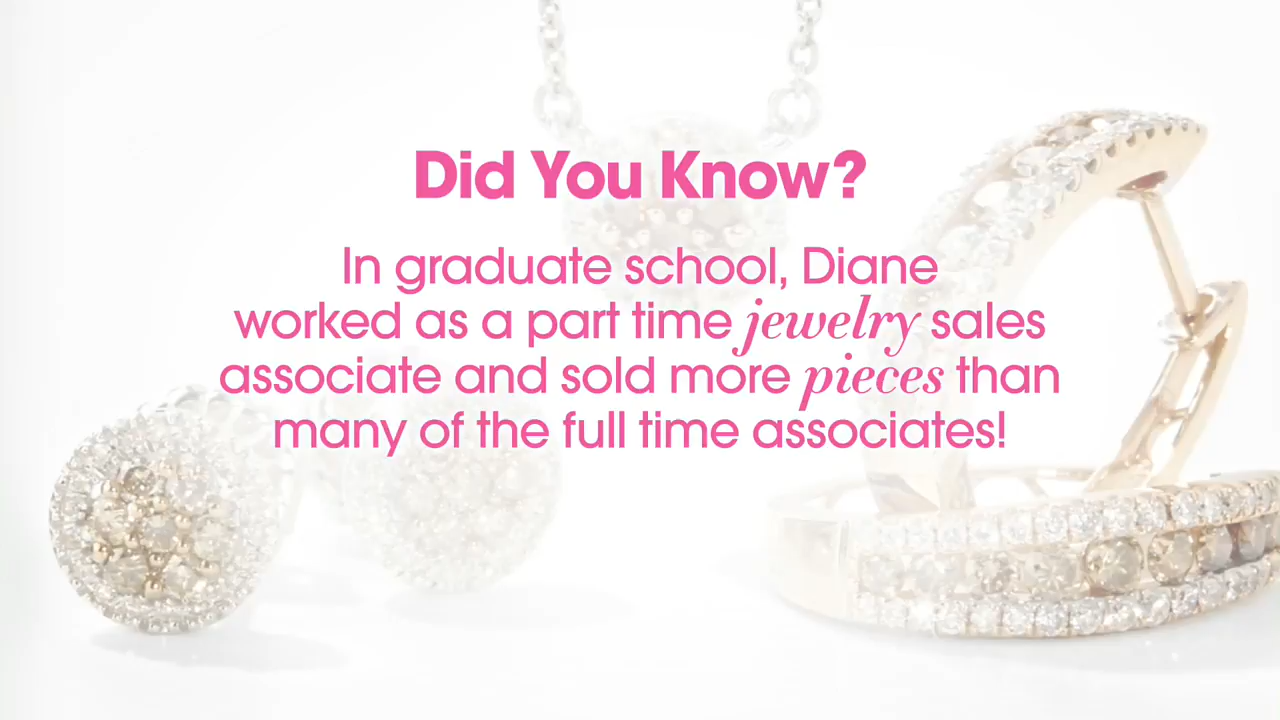 Did You Know?
In graduate school, Diane
worked as a part time jewelry sales
associate and sold more pieces than
many of the full time associates!